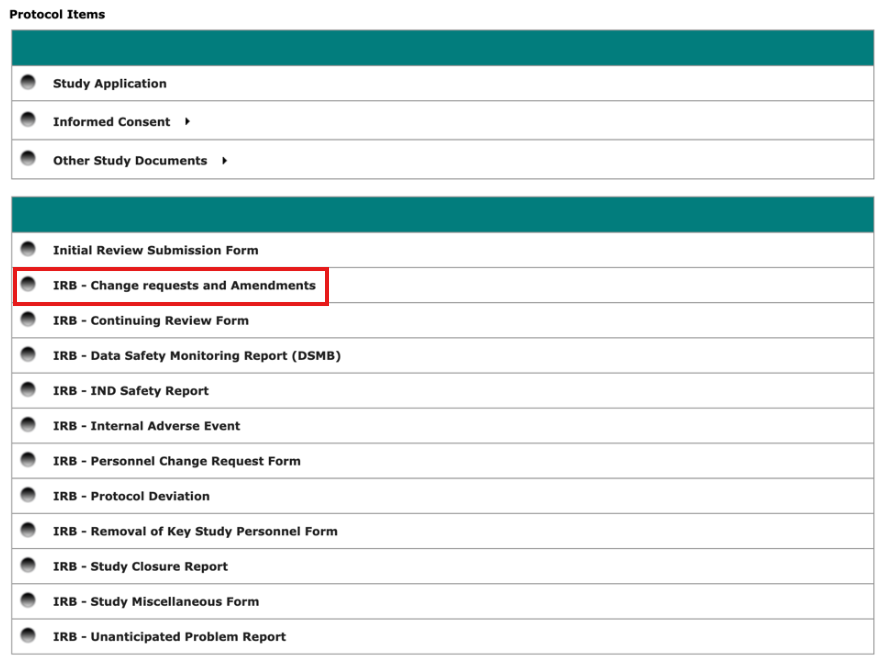 Protocol Items
Study Application
Informed Consent
Other Study Documents
Initial Review Submission Form
IRB - Change requests and Amendments
IRB - Continuing Review Form
IRB - Data Safety Monitoring Report (DSMB)
IRB - IND Safety Report
IRB - Internal Adverse Event
IRB - Personnel Change Request Form
IRB - Protocol Deviation
IRB - Removal of Key Study Personnel Form
IRB - Study Closure Report
IRB - Study Miscellaneous Form
IRB - Unanticipated Problem Report